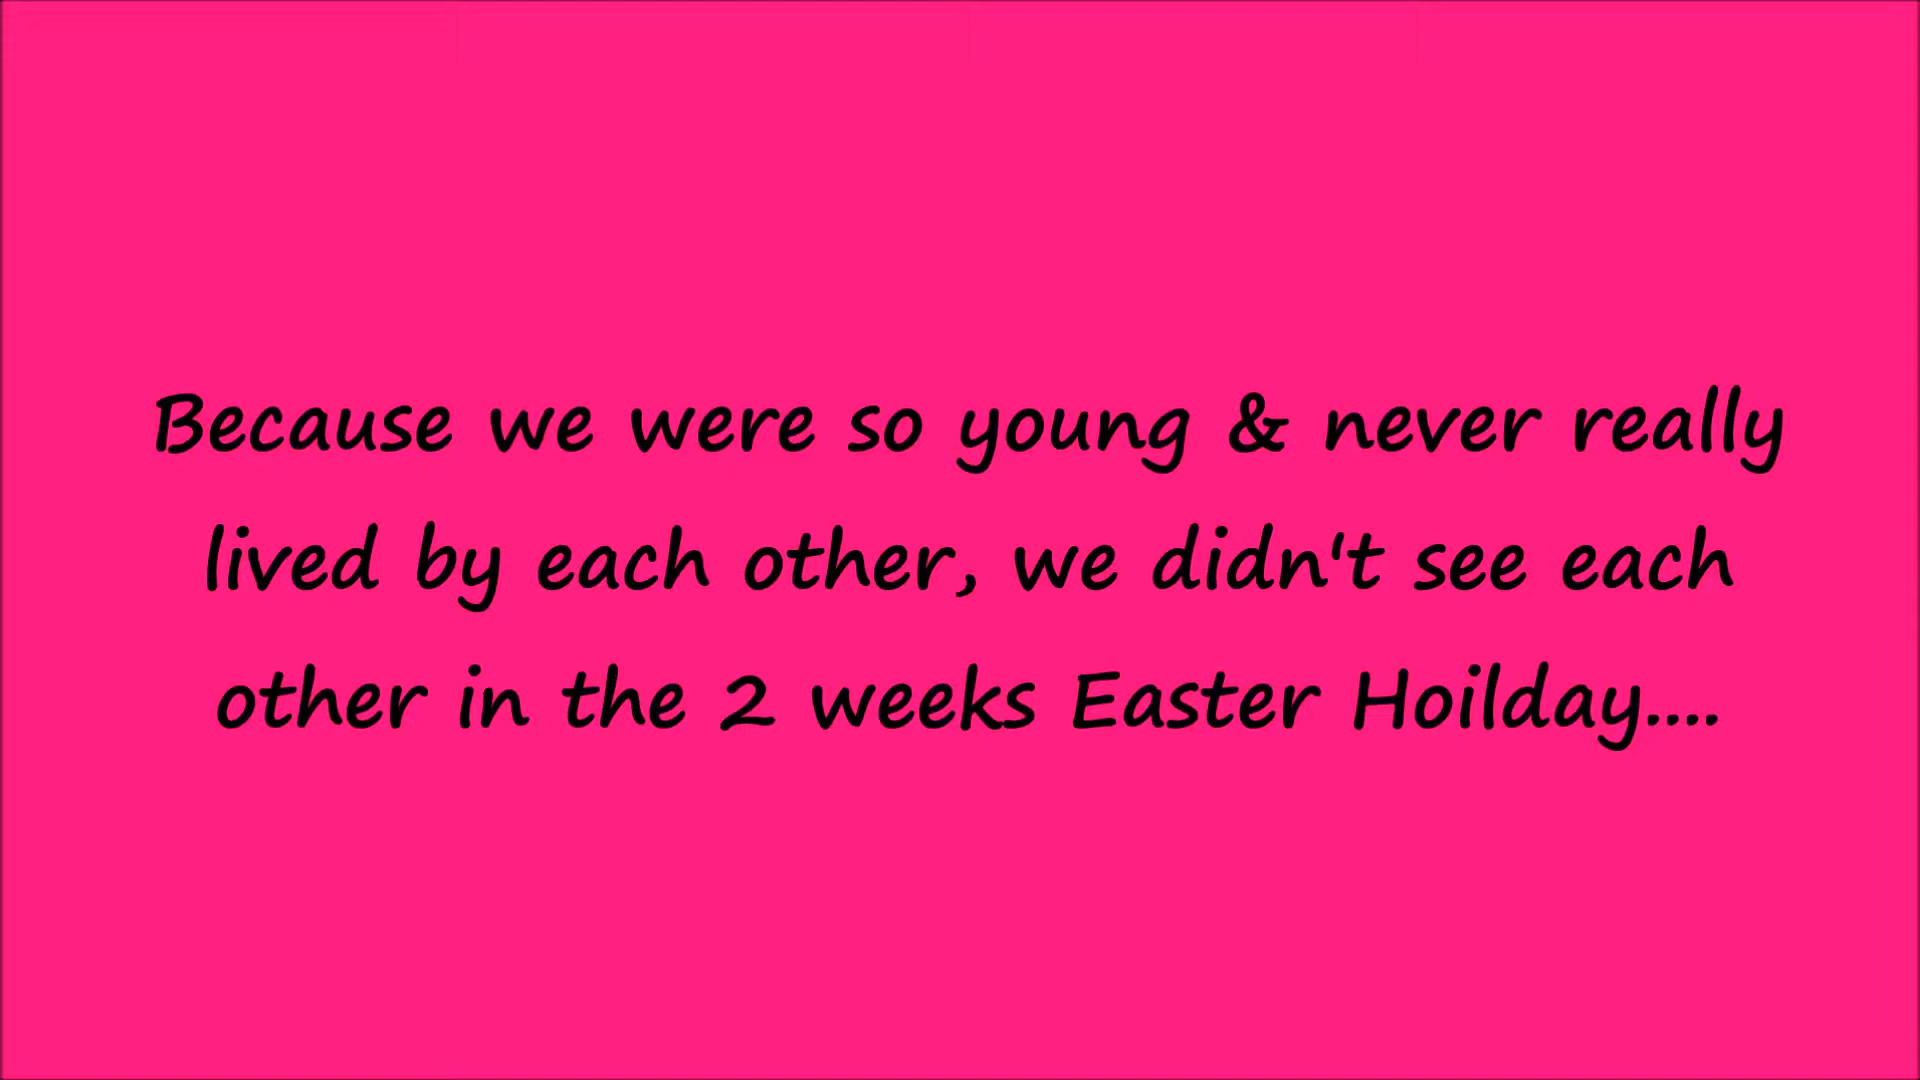 Because we were so young & never really
lived by each other, we didn't see each
other in the 2 weeks Easter Hoilday....